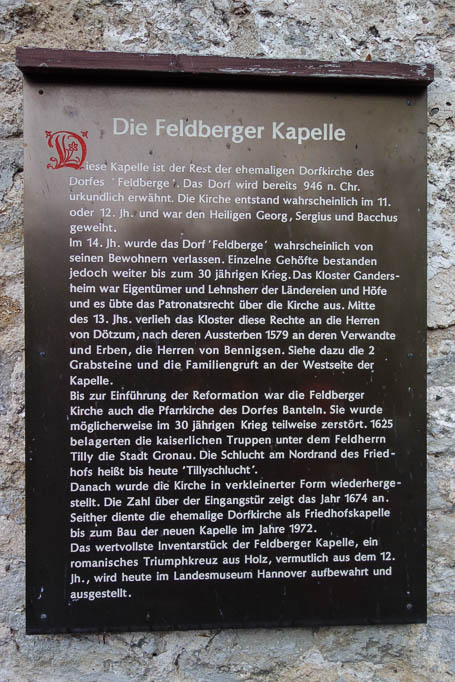 Die Feldberger Kapelle
Diese Kapelle ist der Rest der ehemaligen Dorfkirche des
Dorfes 'Feldberge'. Das Dorf wird bereits 946 n. Chr.
urkundlich erwähnt. Die Kirche entstand wahrscheinlich im 11.
oder 12. Jh. und war den Heiligen Georg, Sergius und Bacchus
geweiht.
Im 14. Jh. wurde das Dorf 'Feldberge' wahrscheinlich von
seinen Bewohnern verlassen. Einzelne Gehöfte bestanden
jedoch weiter bis zum 30 jährigen Krieg. Das Kloster Ganders-
heim war Eigentümer und Lehnsherr der Ländereien und Höfe
und es übte das Patronatsrecht über die Kirche aus. Mitte
des 13. Jhs. verlieh das Kloster diese Rechte an die Herren
von Dötzum, nach deren Aussterben 1579 an deren Verwandte
und Erben, die Herren von Bennigsen. Siehe dazu die 2
Grabsteine und die Familiengruft an der Westseite der
Kapelle.
Bis zur Einführung der Reformation war die Feldberger
Kirche auch die Pfarrkirche des Dorfes Banteln. Sie wurde
möglicherweise im 30 jährigen Krieg teilweise zerstört. 1625
belagerten die kaiserlichen Truppen unter dem Feldherrn
Tilly die Stadt Gronau. Die Schlucht am Nordrand des Fried-
hofs heißt bis heute 'Tillyschlucht'.
Danach wurde die Kirche in verkleinerter Form wiederherge-
stellt. Die Zahl über der Eingangstür zeigt das Jahr 1674 an.
Seither diente die ehemalige Dorfkirche als Friedhofskapelle
bis zum Bau der neuen Kapelle im Jahre 1972.
Das wertvollste Inventarstück der Feldberger Kapelle, ein
romanisches Triumphkreuz aus Holz, vermutlich aus dem 12.
Jh., wird heute im Landesmuseum Hannover aufbewahrt und
ausgestellt.